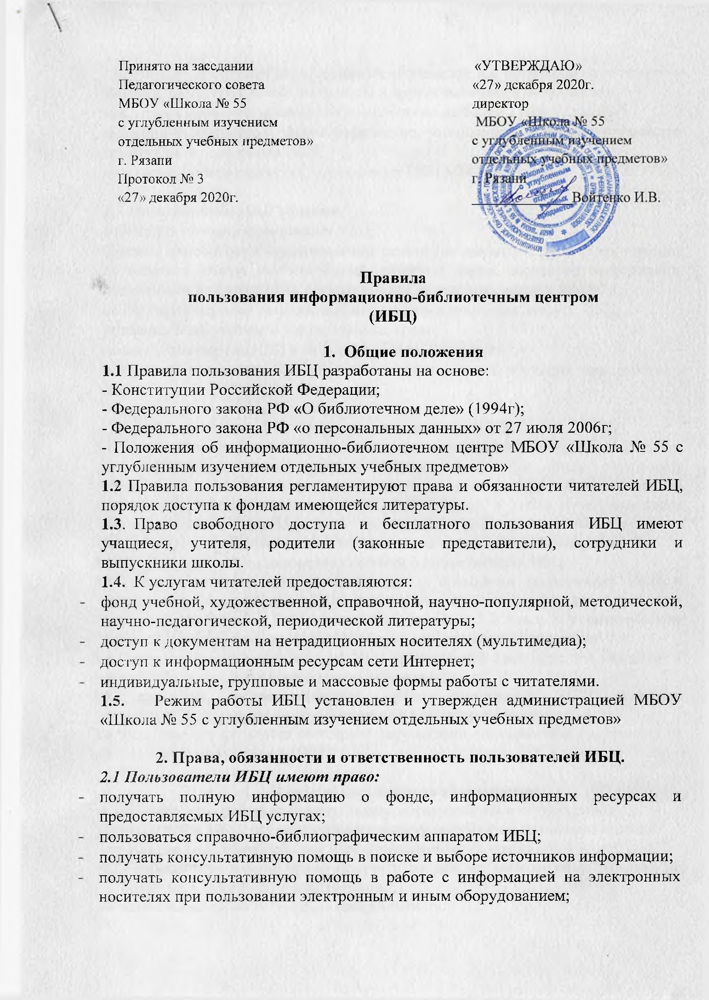 Принято на заседании
Педагогического совета
МБОУ «Школа № 55
с углубленным изучением
отдельных учебных предметов»
г. Рязани
Протокол № 3
«27» декабря 2020г.
«УТВЕРЖДАЮ»
«27» декабря 2020г.
директор
МБОУ «Школа № 55
с углубленным изучением
отдельных учебных предметов»
г. Рязани
Войтенко И.В.
МБОУ
Школа № 55
с углубленным
изучением
отдельных
учебных
предметов
Правила
пользования информационно-библиотечным центром
(ИБЦ)
1. Общие положения
1.1 Правила пользования ИБЦ разработаны на основе:
- Конституции Российской Федерации;
- Федерального закона РФ «О библиотечном деле» (1994г);
- Федерального закона РФ «о персональных данных» от 27 июля 2006г;
- Положения об информационно-библиотечном центре МБОУ «Школа № 55 с
углубленным изучением отдельных учебных предметов»
1.2 Правила пользования регламентируют права и обязанности читателей ИБЦ,
порядок доступа к фондам имеющейся литературы.
1.3. Право свободного доступа и бесплатного пользования ИБЦ имеют
учащиеся, учителя, родители (законные представители), сотрудники и
выпускники школы.
1.4. К услугам читателей предоставляются:
- фонд учебной, художественной, справочной, научно-популярной, методической,
научно-педагогической, периодической литературы;
- доступ к документам на нетрадиционных носителях (мультимедиа);
- доступ к информационным ресурсам сети Интернет;
- индивидуальные, групповые и массовые формы работы с читателями.
1.5. Режим работы ИБЦ установлен и утвержден администрацией МБОУ
«Школа № 55 с углубленным изучением отдельных учебных предметов»
2. Права, обязанности и ответственность пользователей ИБЦ.
2.1 Пользователи ИБЦ имеют право:
- получать полную информацию о фонде, информационных ресурсах и
предоставляемых ИБЦ услугах;
- пользоваться справочно-библиографическим аппаратом ИБЦ;
- получать консультативную помощь в поиске и выборе источников информации;
- получать консультативную помощь в работе с информацией на электронных
носителях при пользовании электронным и иным оборудованием;